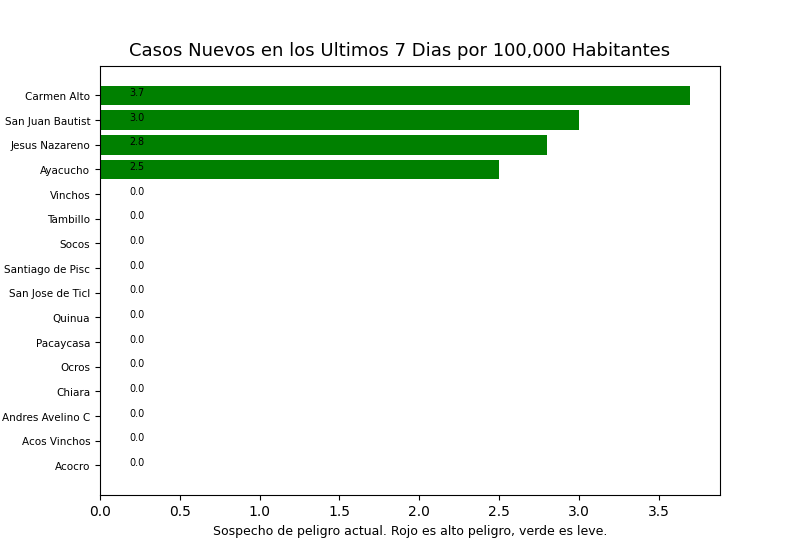 Casos Nuevos en los Ultimos 7 Dias por 100,000 Habitantes
Carmen Alto 3.7
San Juan Bautist 3.0
Jesus Nazareno 2.8
Ayacucho 2.5
Vinchos 0.0
Tambillo 0.0
Socos 0.0
Santiago de Pisc 0.0
San Jose de Ticl 0.0
Quinua 0.0
Pacaycasa 0.0
Ocros 0.0
Chiara 0.0
Andres Avelino C 0.0
Acos Vinchos 0.0
Acocro 0.0
0.0 0.5 1.0 1.5 2.0 2.5 3.0 3.5
Sospecho de peligro actual. Rojo es alto peligro, verde es leve.